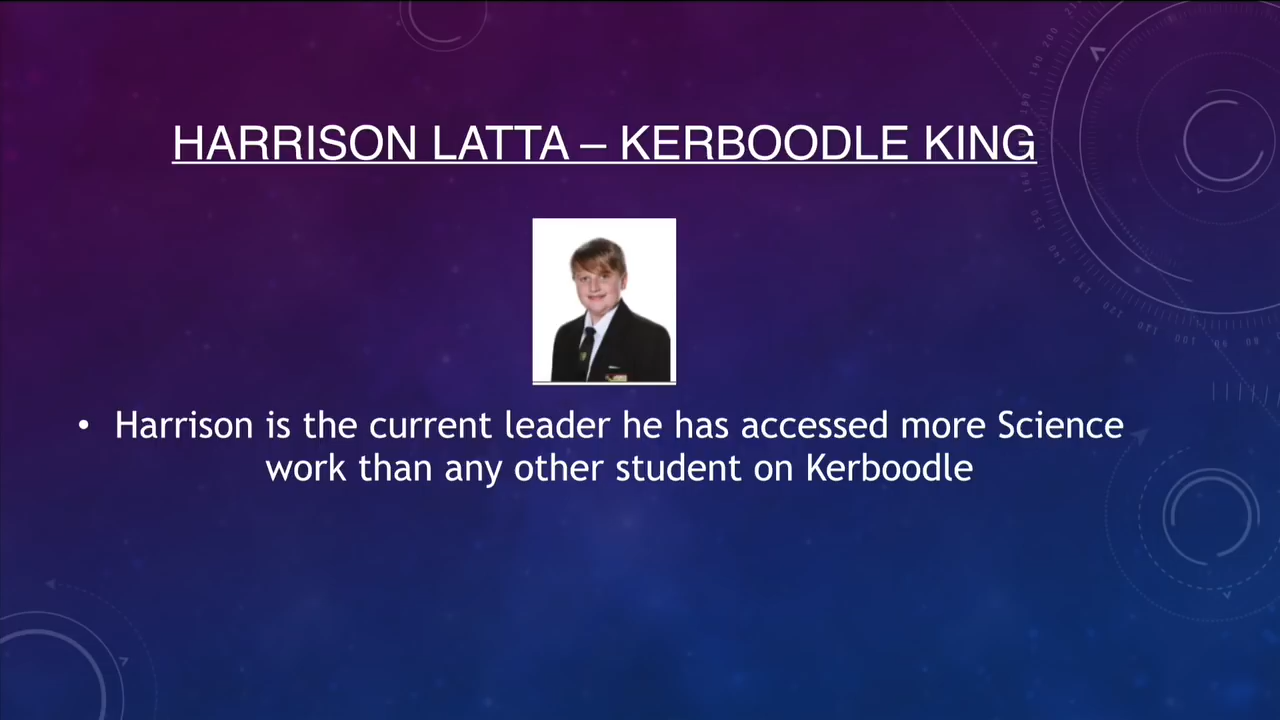 HARRISON LATTA – KERBOODLE KING
• Harrison is the current leader he has accessed more Science
work than any other student on Kerboodle